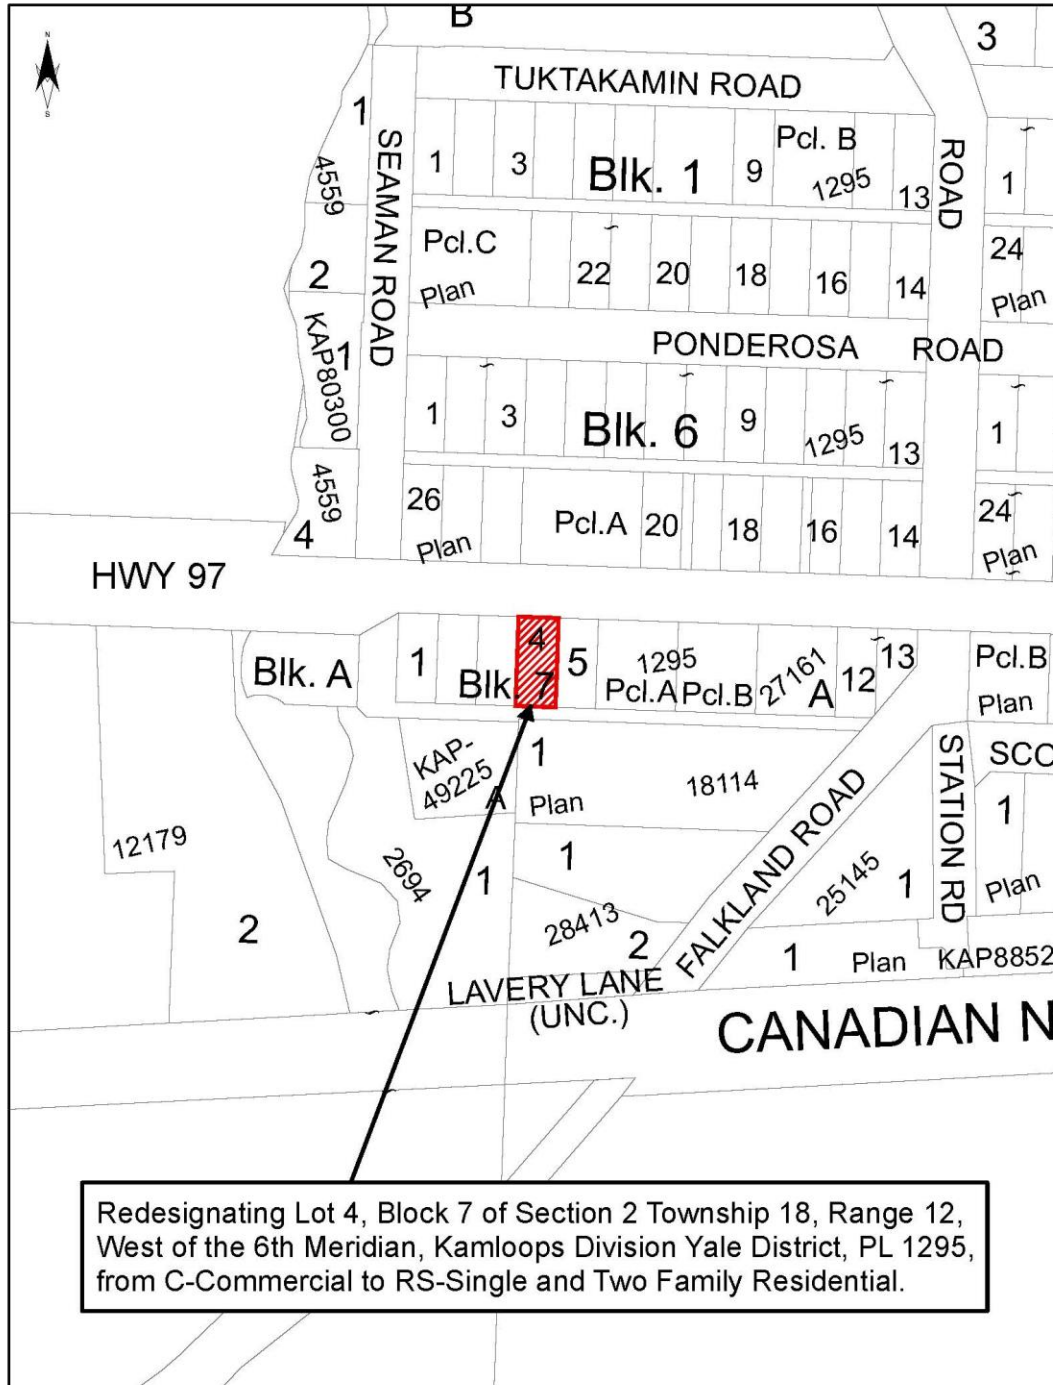 B
3
N
S
TUKTAKAMIN ROAD
1
4559
SEAMAN ROAD
1
3
Blk. 1
9
Pcl. B
1295
13
ROAD
1
2
Pcl.C
Plan
22
20
18
16
14
24
Plan
PONDEROSA ROAD
KAP80300
1
1
3
Blk. 6
9
1295
13
1
4559
4
26
Plan
Pcl.A
20
18
16
14
24
Plan
HWY 97
Blk. A
1
Blk. 7
4
5
1295
Pcl.A
Pcl.B
27161
A
12
13
Pcl.B
Plan
KAP-
49225
A
1
Plan
18114
FALKLAND ROAD
STATION RD
SCO
1
Plan
12179
2
2694
1
1
28413
2
25145
1
1
Plan
KAP8852
LAVERY LANE
(UNC.)
CANADIAN N
Redesignating Lot 4, Block 7 of Section 2 Township 18, Range 12,
West of the 6th Meridian, Kamloops Division Yale District, PL 1295,
from C-Commercial to RS-Single and Two Family Residential.